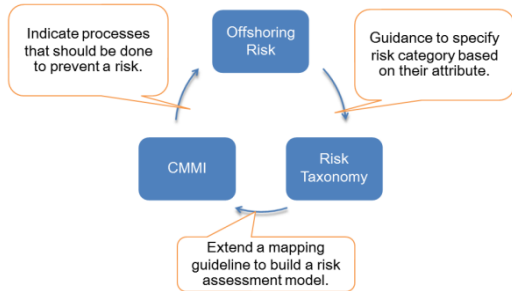 Indicate processes
that should be done
to prevent a risk.
Offshoring
Risk
Guidance to specify
risk category based
on their attribute.
CMMI
Risk
Taxonomy
Extend a mapping
guideline to build a risk
assessment model.